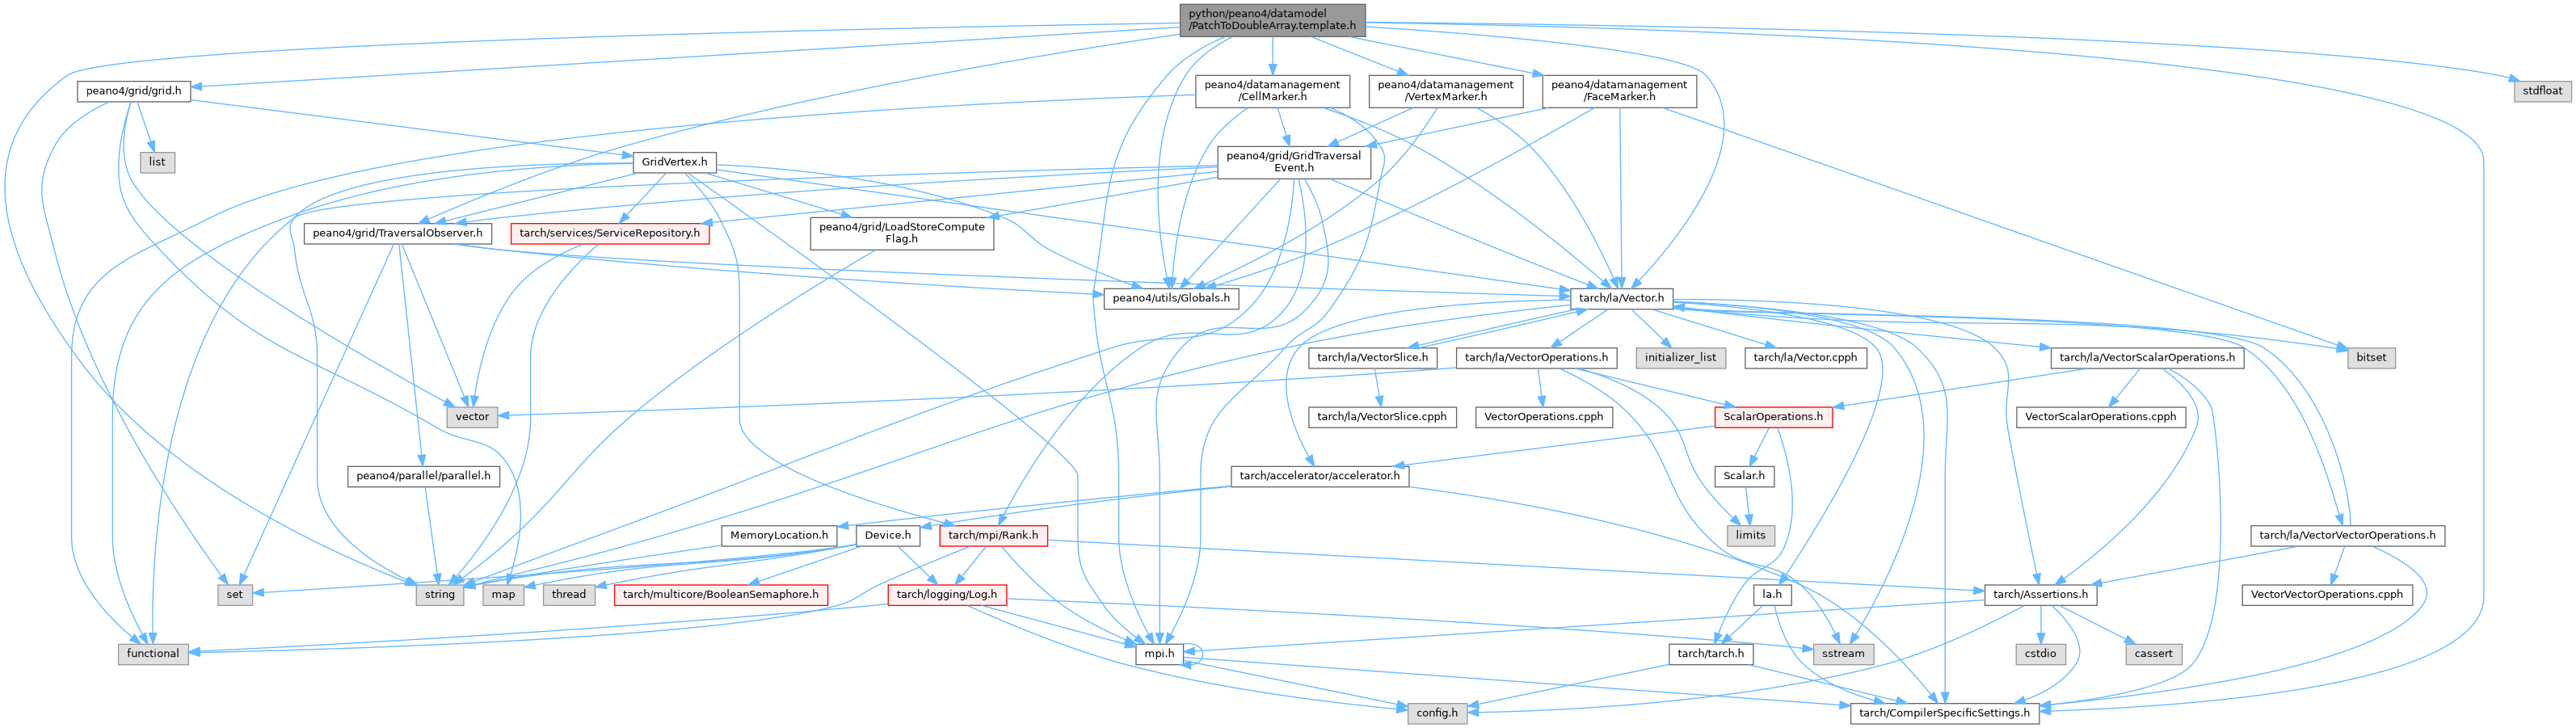 python/peano4/datamodel
/PatchToDoubleArray.template.h
peano4/grid/grid.h
peano4/datamanagement
/CellMarker.h
peano4/datamanagement
/VertexMarker.h
peano4/datamanagement
/FaceMarker.h
stdfloat
list
GridVertex.h
peano4/grid/GridTraversal
Event.h
peano4/grid/TraversalObserver.h
tarch/services/ServiceRepository.h
peano4/grid/LoadStoreCompute
Flag.h
peano4/utils/Globals.h
tarch/la/Vector.h
tarch/la/VectorSlice.h
tarch/la/VectorOperations.h
initializer_list
tarch/la/Vector.cpph
tarch/la/VectorScalarOperations.h
bitset
vector
tarch/la/VectorSlice.cpph
VectorOperations.cpph
ScalarOperations.h
VectorScalarOperations.cpph
peano4/parallel/parallel.h
tarch/accelerator/accelerator.h
Scalar.h
MemoryLocation.h
Device.h
tarch/mpi/Rank.h
limits
tarch/la/VectorVectorOperations.h
set
string
map
thread
tarch/multicore/BooleanSemaphore.h
tarch/logging/Log.h
la.h
tarch/Assertions.h
VectorVectorOperations.cpph
functional
mpi.h
tarch/tarch.h
sstream
cstdio
cassert
config.h
tarch/CompilerSpecificSettings.h